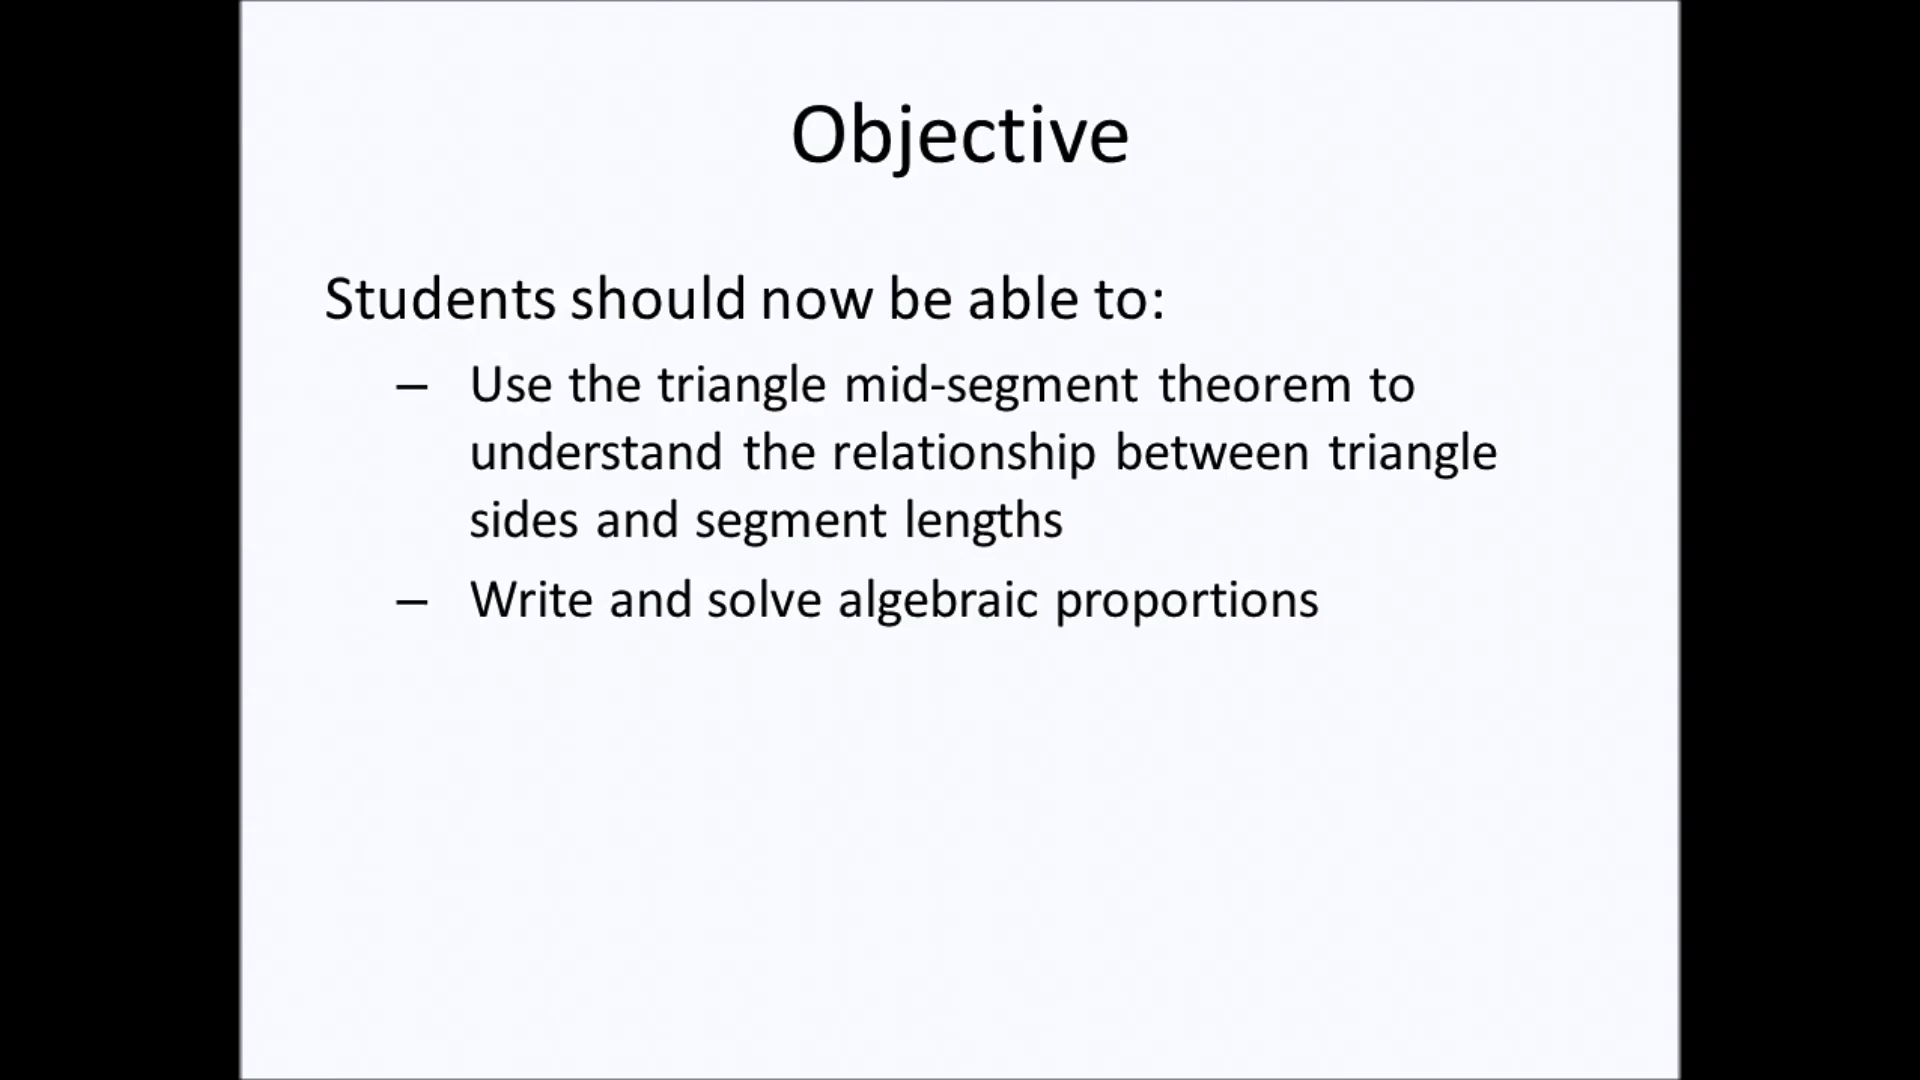 Objective
Students should now be able to:
– Use the triangle mid-segment theorem to
understand the relationship between triangle
sides and segment lengths
– Write and solve algebraic proportions